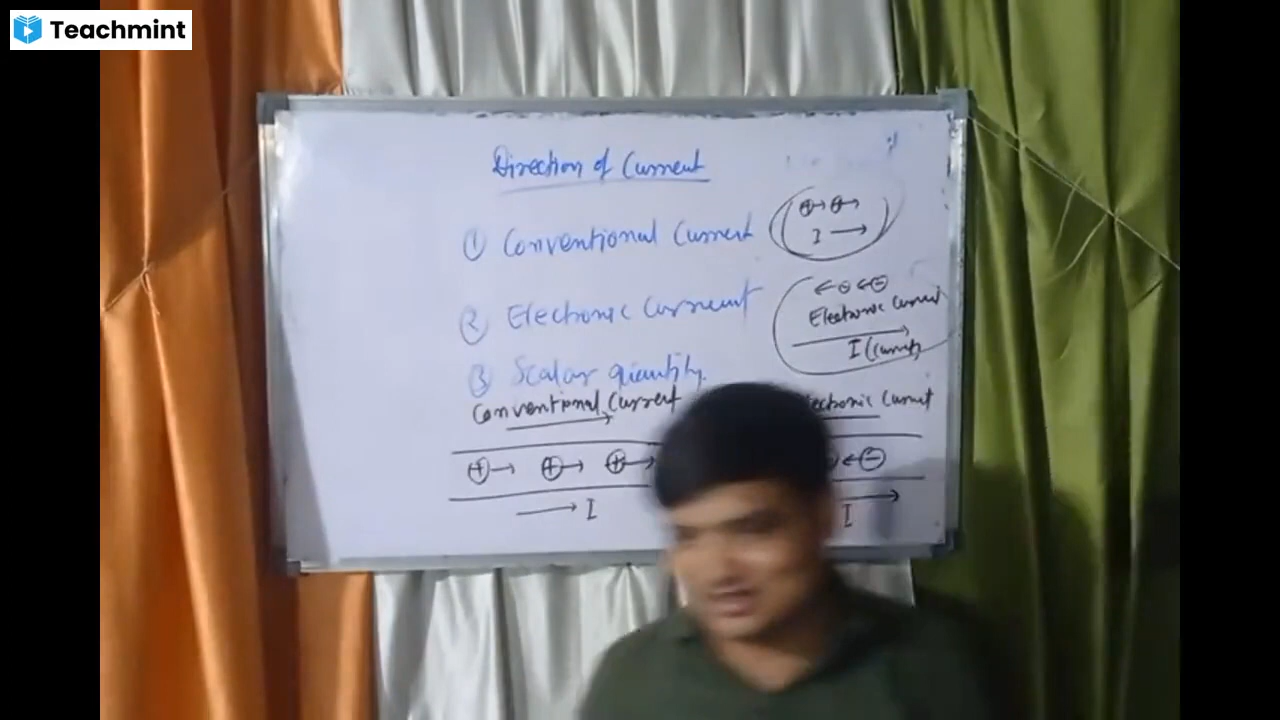 Teachmint
Direction of Current
① Conventional Current
I
② Electronic Current
Electronic Current
I (Current)
③ Scalar quantity.
Conventional Current
I
Current
I